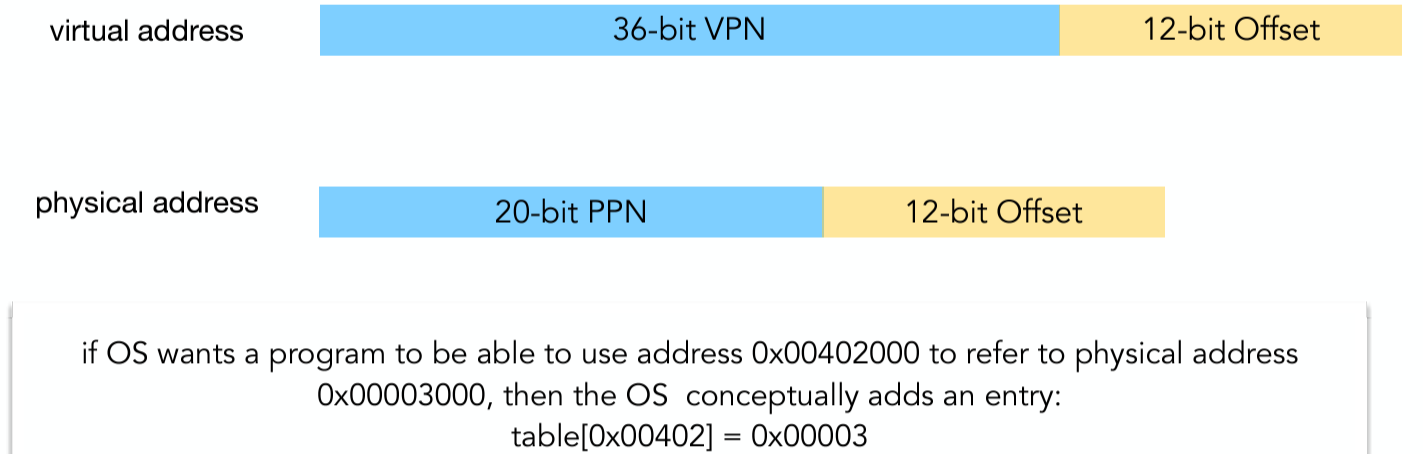 virtual address
36-bit VPN
12-bit Offset
physical address
20-bit PPN
12-bit Offset
if OS wants a program to be able to use address 0x00402000 to refer to physical address
0x00003000, then the OS conceptually adds an entry:
table[0x00402] = 0x00003